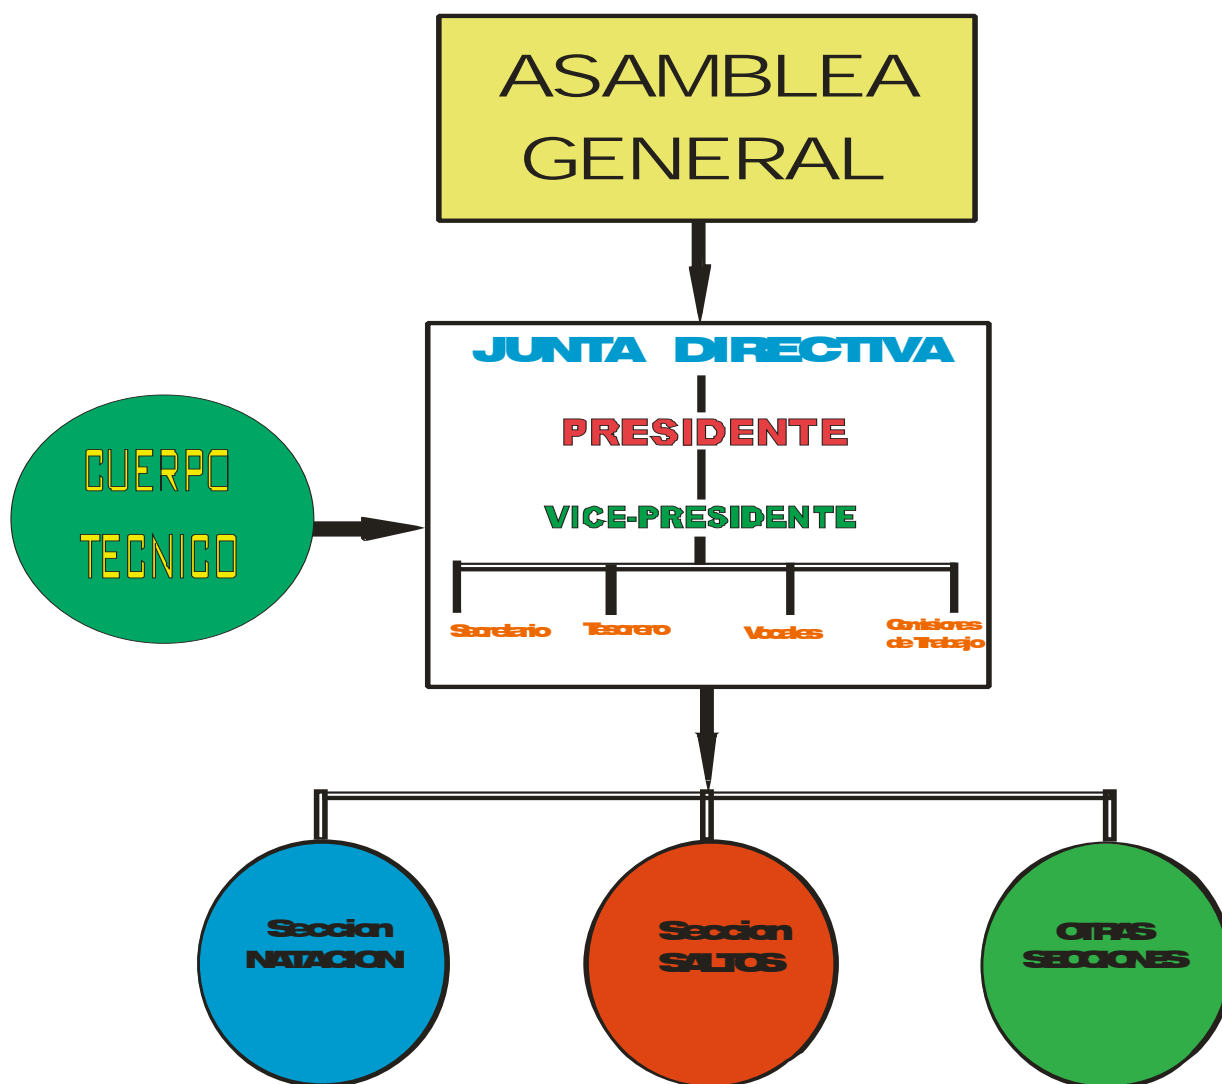 ASAMBLEA
GENERAL
JUNTA DIRECTIVA
PRESIDENTE
CUERPO
TECNICO
VICE-PRESIDENTE
Secretario
Tesorero
Vocales
Comisiones
de Trabajo
Seccion
NATACION
Seccion
SALTOS
OTRAS
SECCIONES